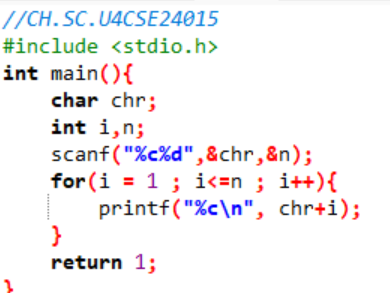 //CH.SC.U4CSE24015
#include <stdio.h>
int main(){
    char chr;
    int i,n;
    scanf("%c%d",&chr,&n);
    for(i = 1 ; i<=n ; i++){
        printf("%c\n", chr+i);
    }
    return 1;
}